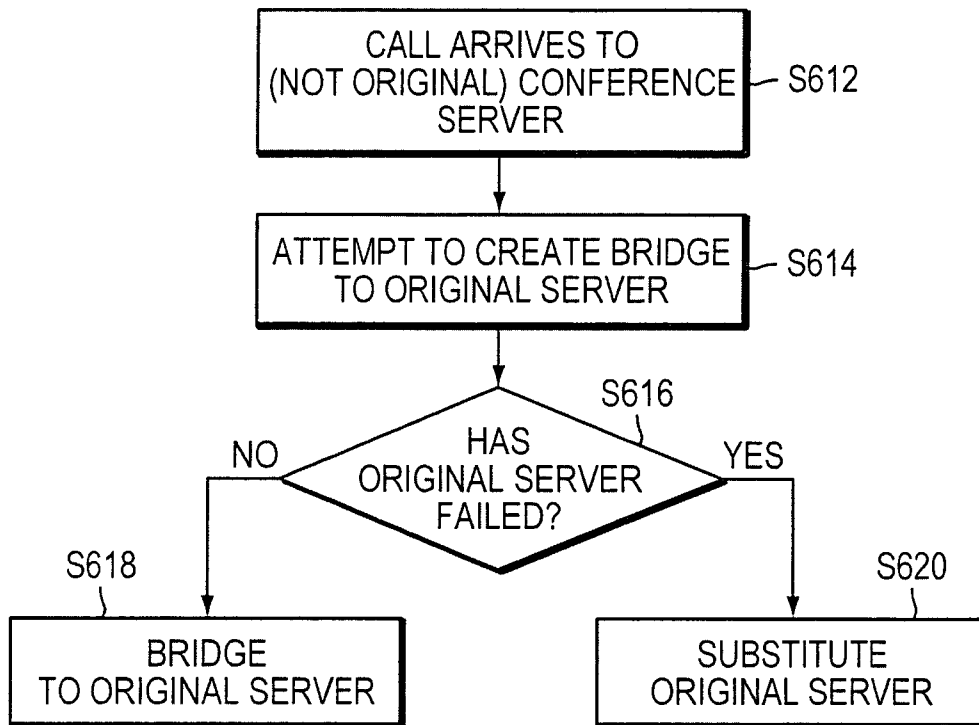 CALL ARRIVES TO
(NOT ORIGINAL) CONFERENCE
SERVER
S612
ATTEMPT TO CREATE BRIDGE
TO ORIGINAL SERVER
S614
S616
HAS
ORIGINAL SERVER
FAILED?
NO
YES
S618
BRIDGE
TO ORIGINAL SERVER
S620
SUBSTITUTE
ORIGINAL SERVER